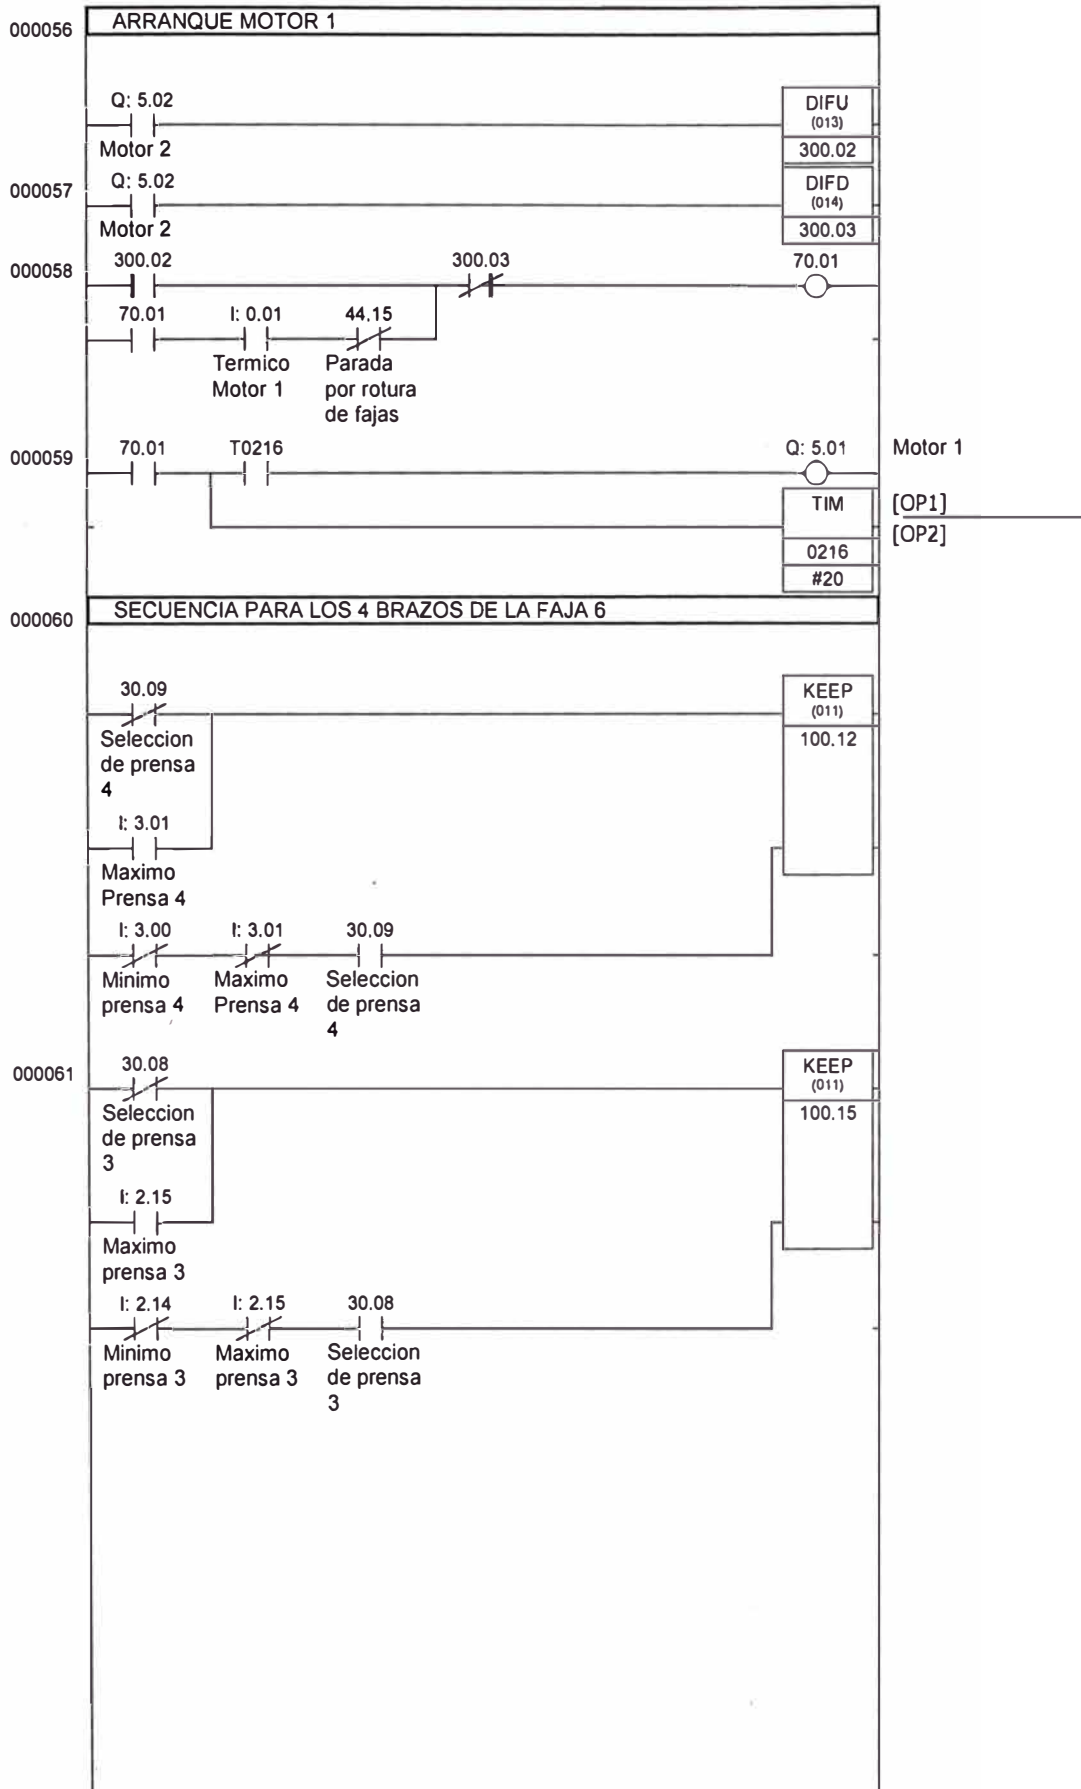 000056
ARRANQUE MOTOR 1
Q: 5.02
Motor 2
DIFU
(013)
300.02
000057
Q: 5.02
Motor 2
DIFD
(014)
300.03
000058
300.02
300.03
70.01
70.01
I: 0.01
44.15
Termico
Motor 1
Parada
por rotura
de fajas
000059
70.01
T0216
Q: 5.01
Motor 1
TIM
0216
#20
[OP1]
[OP2]
000060
SECUENCIA PARA LOS 4 BRAZOS DE LA FAJA 6
30.09
Seleccion
de prensa
4
KEEP
(011)
100.12
I: 3.01
Maximo
Prensa 4
I: 3.00
I: 3.01
30.09
Minimo
prensa 4
Maximo
Prensa 4
Seleccion
de prensa
4
000061
30.08
Seleccion
de prensa
3
KEEP
(011)
100.15
I: 2.15
Maximo
prensa 3
I: 2.14
I: 2.15
30.08
Minimo
prensa 3
Maximo
prensa 3
Seleccion
de prensa
3